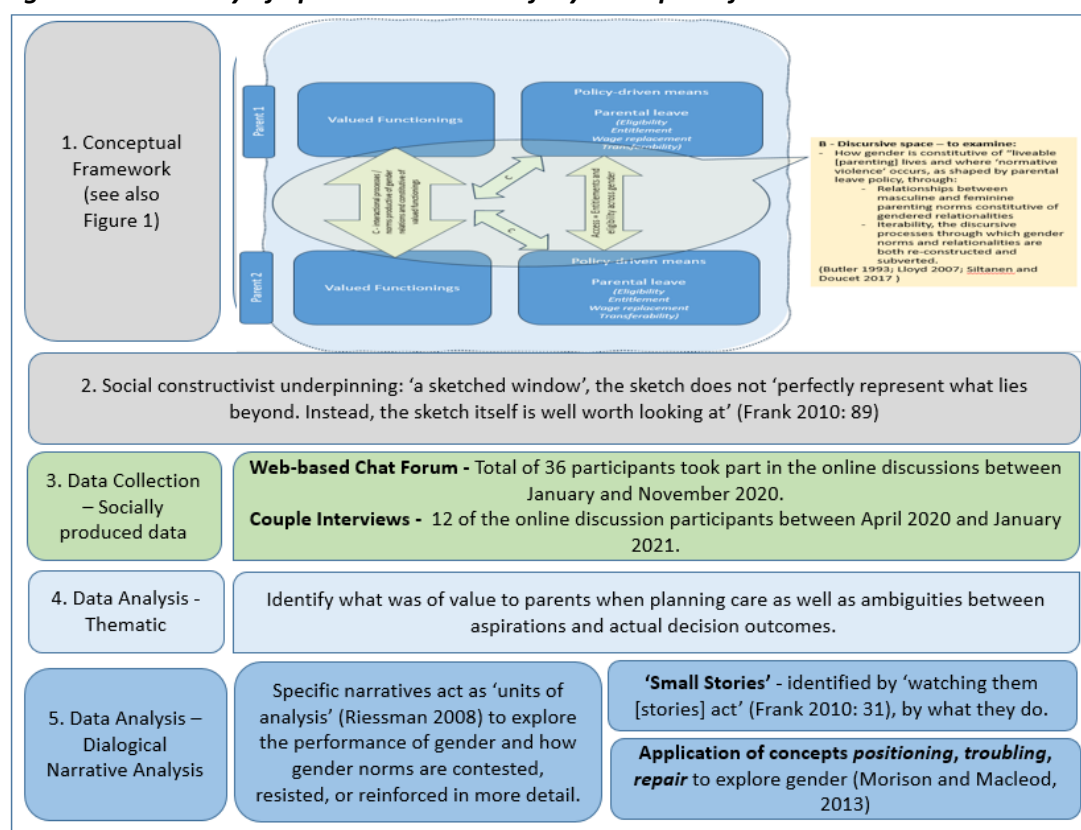 1. Conceptual
Framework
(see also
Figure 1)
Parent 1
Valued Functionings
Policy-driven means
Parental leave
(Eligibility
Entitlement
Wage replacement
Transferability)
C - Interactional processes /
norms productive of gender
relations and constitutive of
valued functionings
C
C
Access = Entitlements and
eligibility across gender
Parent 2
Valued Functionings
Policy-driven means
Parental leave
(Eligibility
Entitlement
Wage replacement
Transferability)
B - Discursive space – to examine:
- How gender is constitutive of "liveable
[parenting] lives and where 'normative
violence' occurs, as shaped by parental
leave policy, through:
- Relationships between
masculine and feminine
parenting norms constitutive of
gendered relationalities
- Iterability, the discursive
processes through which gender
norms and relationalities are
both re-constructed and
subverted.
(Butler 1993; Lloyd 2007; Siltanen and
Doucet 2017 )
2. Social constructivist underpinning: ‘a sketched window’, the sketch does not ‘perfectly represent what lies
beyond. Instead, the sketch itself is well worth looking at’ (Frank 2010: 89)
3. Data Collection
– Socially
produced data
Web-based Chat Forum - Total of 36 participants took part in the online discussions between
January and November 2020.
Couple Interviews - 12 of the online discussion participants between April 2020 and January
2021.
4. Data Analysis -
Thematic
Identify what was of value to parents when planning care as well as ambiguities between
aspirations and actual decision outcomes.
5. Data Analysis –
Dialogical
Narrative Analysis
Specific narratives act as ‘units of
analysis’ (Riessman 2008) to explore
the performance of gender and how
gender norms are contested,
resisted, or reinforced in more detail.
‘Small Stories’ - identified by ‘watching them
[stories] act’ (Frank 2010: 31), by what they do.
Application of concepts positioning, troubling,
repair to explore gender (Morison and Macleod,
2013)